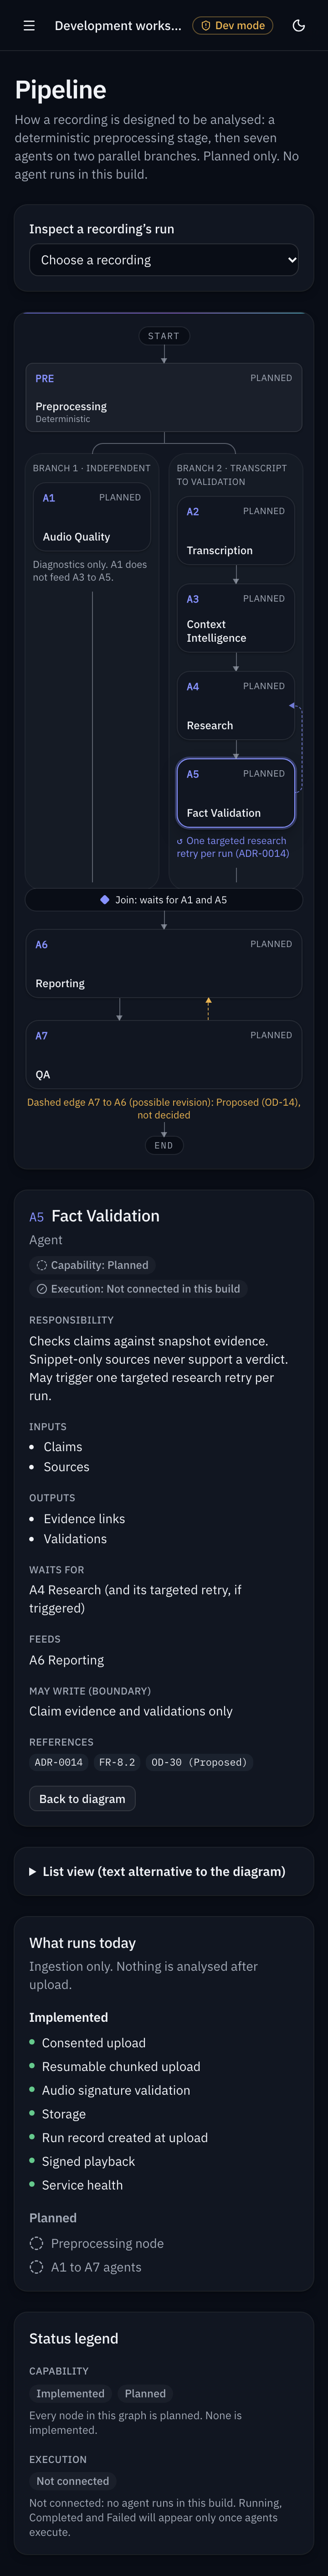 Development works...
Dev mode
Pipeline
How a recording is designed to be analysed: a
deterministic preprocessing stage, then seven
agents on two parallel branches. Planned only. No
agent runs in this build.
Inspect a recording’s run
Choose a recording
START
PRE PLANNED
Preprocessing
Deterministic
BRANCH 1 · INDEPENDENT
A1 PLANNED
Audio Quality
Diagnostics only. A1 does
not feed A3 to A5.
BRANCH 2 · TRANSCRIPT
TO VALIDATION
A2 PLANNED
Transcription
A3 PLANNED
Context
Intelligence
A4 PLANNED
Research
A5 PLANNED
Fact Validation
↺ One targeted research
retry per run (ADR-0014)
Join: waits for A1 and A5
A6 PLANNED
Reporting
A7 PLANNED
QA
Dashed edge A7 to A6 (possible revision): Proposed (OD-14),
not decided
END
A5 Fact Validation
Agent
Capability: Planned
Execution: Not connected in this build
RESPONSIBILITY
Checks claims against snapshot evidence.
Snippet-only sources never support a verdict.
May trigger one targeted research retry per
run.
INPUTS
• Claims
• Sources
OUTPUTS
• Evidence links
• Validations
WAITS FOR
A4 Research (and its targeted retry, if
triggered)
FEEDS
A6 Reporting
MAY WRITE (BOUNDARY)
Claim evidence and validations only
REFERENCES
ADR-0014 FR-8.2 OD-30 (Proposed)
Back to diagram
List view (text alternative to the diagram)
What runs today
Ingestion only. Nothing is analysed after
upload.
Implemented
Consented upload
Resumable chunked upload
Audio signature validation
Storage
Run record created at upload
Signed playback
Service health
Planned
Preprocessing node
A1 to A7 agents
Status legend
CAPABILITY
Implemented Planned
Every node in this graph is planned. None is
implemented.
EXECUTION
Not connected
Not connected: no agent runs in this build. Running,
Completed and Failed will appear only once agents
execute.